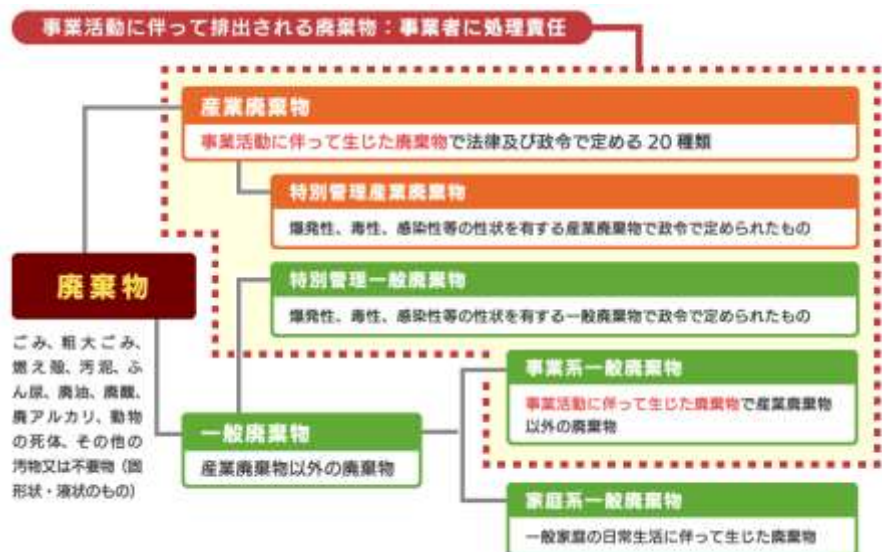 事業活動に伴って排出される廃棄物：事業者に処理責任
産業廃棄物
事業活動に伴って生じた廃棄物で法律及び政令で定める 20 種類
特別管理産業廃棄物
爆発性、毒性、感染性等の性状を有する産業廃棄物で政令で定められたもの
廃棄物
ごみ、粗大ごみ、
燃え殻、汚泥、ふ
ん尿、廃油、廃酸、
廃アルカリ、動物
の死体、その他の
汚物又は不要物（固
形状・液状のもの）
特別管理一般廃棄物
爆発性、毒性、感染性等の性状を有する一般廃棄物で政令で定められたもの
一般廃棄物
産業廃棄物以外の廃棄物
事業系一般廃棄物
事業活動に伴って生じた廃棄物で産業廃棄物
以外の廃棄物
家庭系一般廃棄物
一般家庭の日常生活に伴って生じた廃棄物